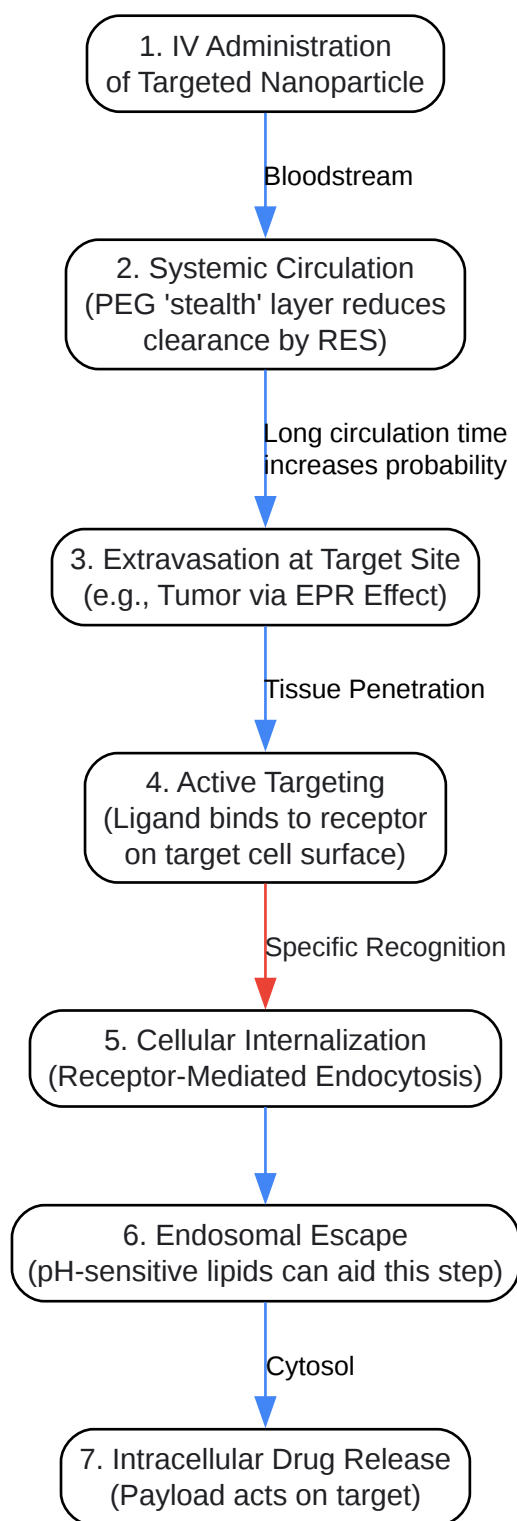 1. IV Administration
of Targeted Nanoparticle
Bloodstream
2. Systemic Circulation
(PEG 'stealth' layer reduces
clearance by RES)
Long circulation time
increases probability
3. Extravasation at Target Site
(e.g., Tumor via EPR Effect)
Tissue Penetration
4. Active Targeting
(Ligand binds to receptor
on target cell surface)
Specific Recognition
5. Cellular Internalization
(Receptor-Mediated Endocytosis)
6. Endosomal Escape
(pH-sensitive lipids can aid this step)
Cytosol
7. Intracellular Drug Release
(Payload acts on target)